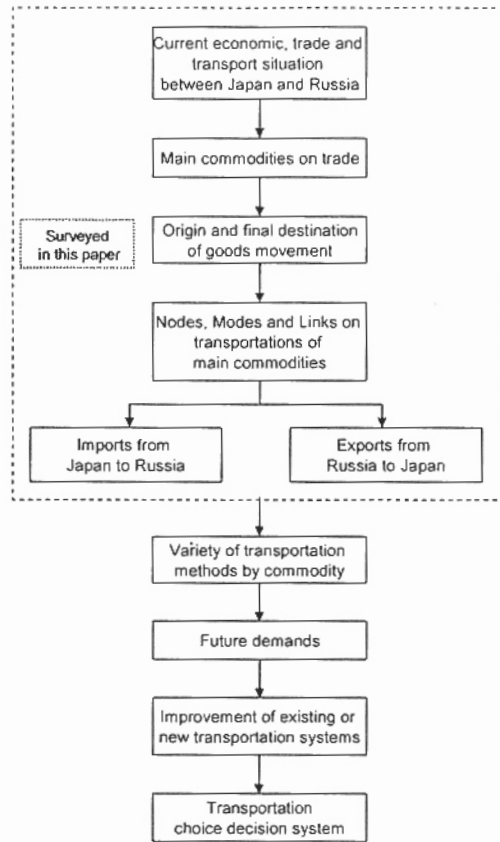 Current economic, trade and
transport situation
between Japan and Russia
Main commodities on trade
Surveyed
in this paper
Origin and final destination
of goods movement
Nodes, Modes and Links on
transportations of
main commodities
Imports from
Japan to Russia
Exports from
Russia to Japan
Variety of transportation
methods by commodity
Future demands
Improvement of existing or
new transportation systems
Transportation
choice decision system